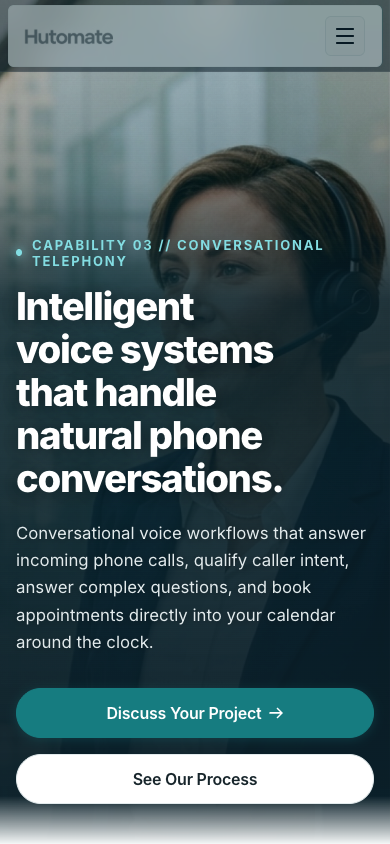 Hutomate
CAPABILITY 03 // CONVERSATIONAL
TELEPHONY
Intelligent
voice systems
that handle
natural phone
conversations.
Conversational voice workflows that answer
incoming phone calls, qualify caller intent,
answer complex questions, and book
appointments directly into your calendar
around the clock.
Discuss Your Project →
See Our Process